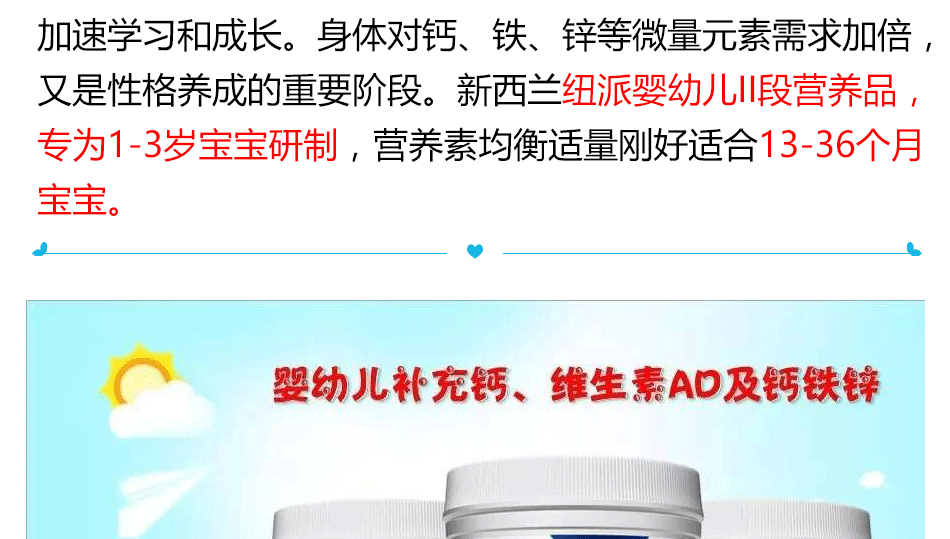 加速学习和成长。身体对钙、铁、锌等微量元素需求加倍，
又是性格养成的重要阶段。新西兰纽派婴幼儿II段营养品，
专为1-3岁宝宝研制，营养素均衡适量刚好适合13-36个月
宝宝。
婴幼儿补充钙、维生素AD及钙铁锌